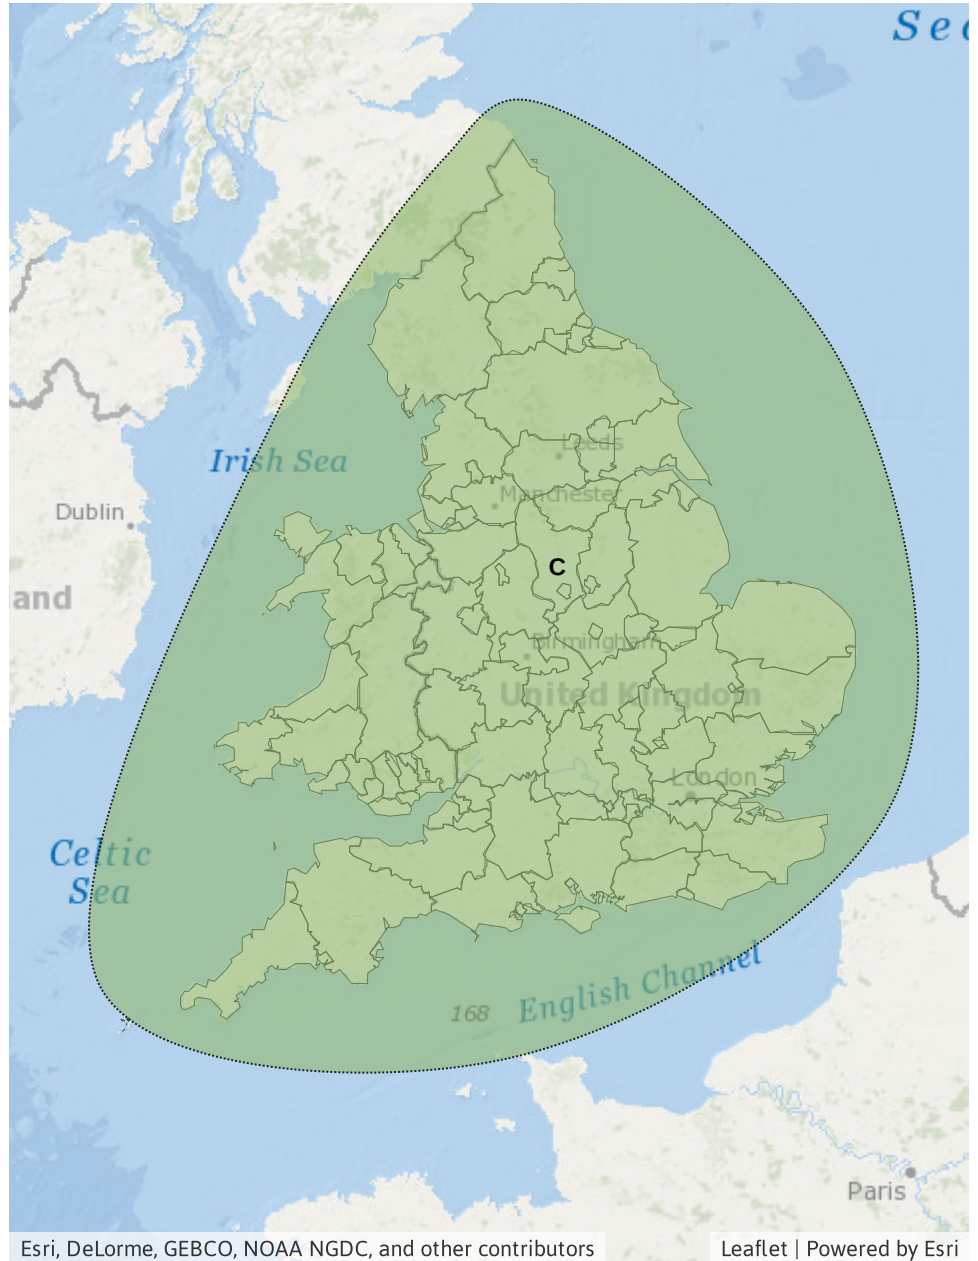 Sec
Leeds
Irish Sea
Manchester
Dublin
C
and
Birmingham
United Kingdom
London
Celtic
Sea
English Channel
168
Paris
Esri, DeLorme, GEBCO, NOAA NGDC, and other contributors
Leaflet | Powered by Esri